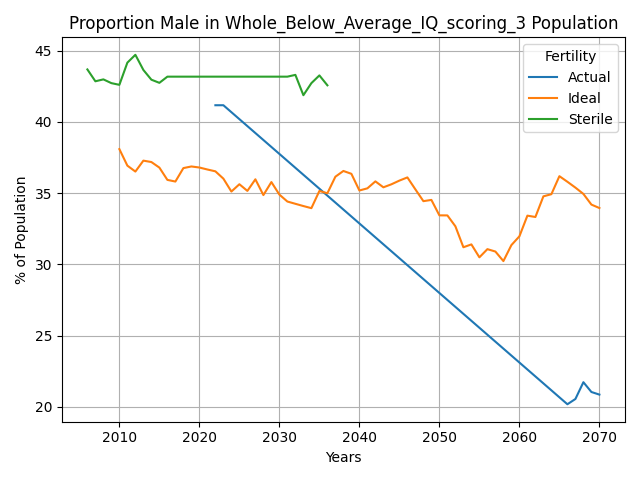 Proportion Male in Whole_Below_Average_IQ_scoring_3 Population
% of Population
45
40
35
30
25
20
Fertility
Actual
Ideal
Sterile
2010 2020 2030 2040 2050 2060 2070
Years